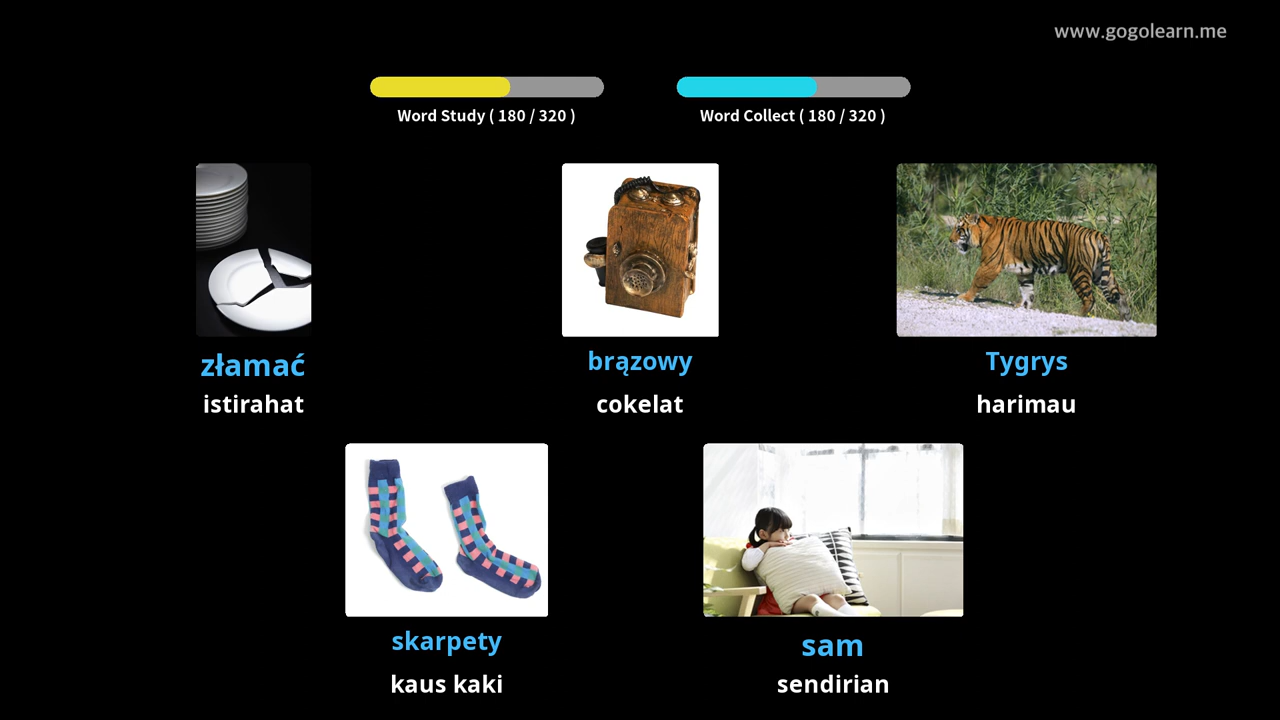 www.gogolearn.me
Word Study ( 180 / 320 )
Word Collect ( 180 / 320 )
złamać
istirahat
brązowy
cokelat
Tygrys
harimau
skarpety
kaus kaki
sam
sendirian